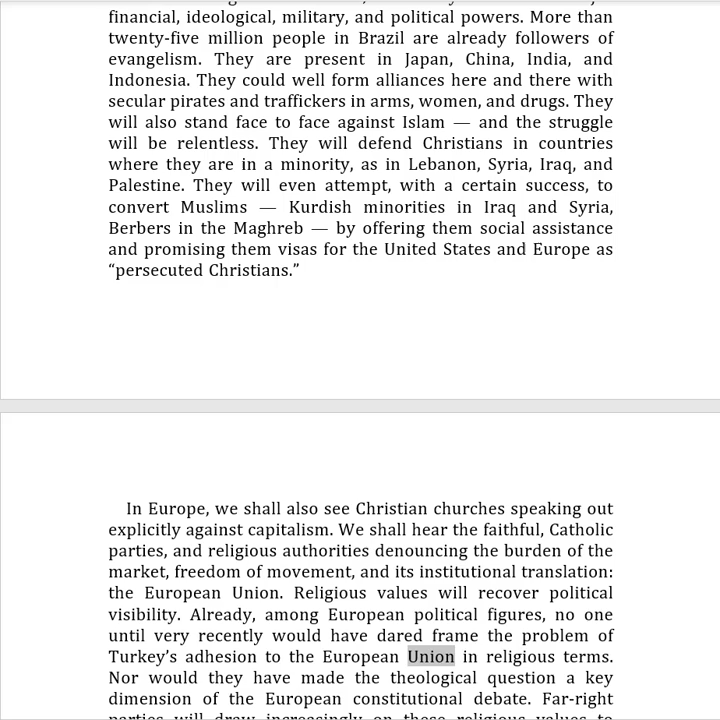 financial, ideological, military, and political powers. More than
twenty-five million people in Brazil are already followers of
evangelism. They are present in Japan, China, India, and
Indonesia. They could well form alliances here and there with
secular pirates and traffickers in arms, women, and drugs. They
will also stand face to face against Islam — and the struggle
will be relentless. They will defend Christians in countries
where they are in a minority, as in Lebanon, Syria, Iraq, and
Palestine. They will even attempt, with a certain success, to
convert Muslims — Kurdish minorities in Iraq and Syria,
Berbers in the Maghreb — by offering them social assistance
and promising them visas for the United States and Europe as
“persecuted Christians.”
In Europe, we shall also see Christian churches speaking out
explicitly against capitalism. We shall hear the faithful, Catholic
parties, and religious authorities denouncing the burden of the
market, freedom of movement, and its institutional translation:
the European Union. Religious values will recover political
visibility. Already, among European political figures, no one
until very recently would have dared frame the problem of
Turkey’s adhesion to the European Union in religious terms.
Nor would they have made the theological question a key
dimension of the European constitutional debate. Far-right
parties will draw increasingly on these religious values to